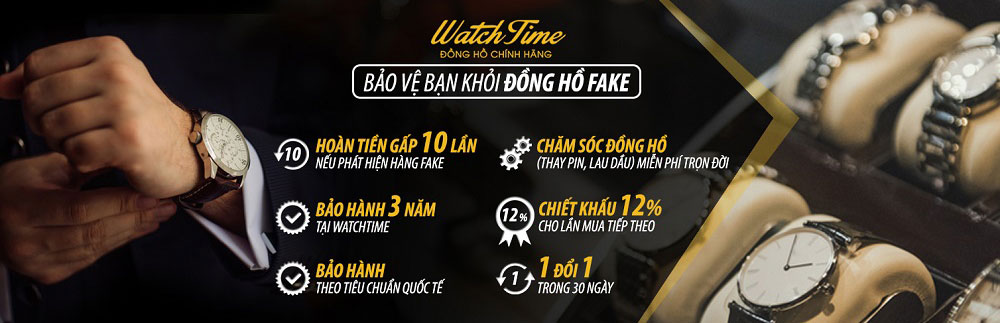 Watch Time
ĐỒNG HỒ CHÍNH HÃNG
BẢO VỆ BẠN KHỎI ĐỒNG HỒ FAKE
10
HOÀN TIỀN GẤP 10 LẦN
NẾU PHÁT HIỆN HÀNG FAKE
BẢO HÀNH 3 NĂM
TẠI WATCHTIME
BẢO HÀNH
THEO TIÊU CHUẨN QUỐC TẾ
CHĂM SÓC ĐỒNG HỒ
(THAY PIN, LAU DẦU) MIỄN PHÍ TRỌN ĐỜI
12%
CHIẾT KHẤU 12%
CHO LẦN MUA TIẾP THEO
1
1 ĐỔI 1
TRONG 30 NGÀY